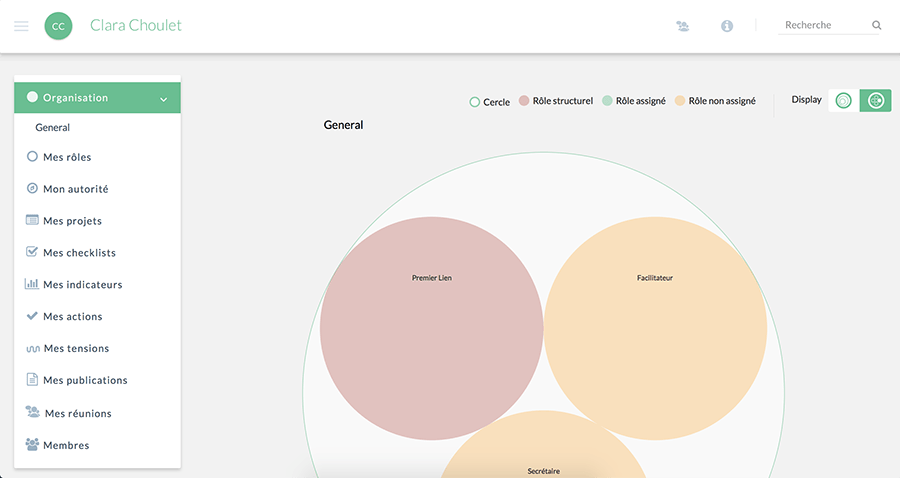 CC
Clara Choulet
Recherche
Organisation
General
Mes rôles
Mon autorité
Mes projets
Mes checklists
Mes indicateurs
Mes actions
Mes tensions
Mes publications
Mes réunions
Membres
Cercle
Rôle structurel
Rôle assigné
Rôle non assigné
Display
General
Premier Lien
Facilitateur
Secrétaire